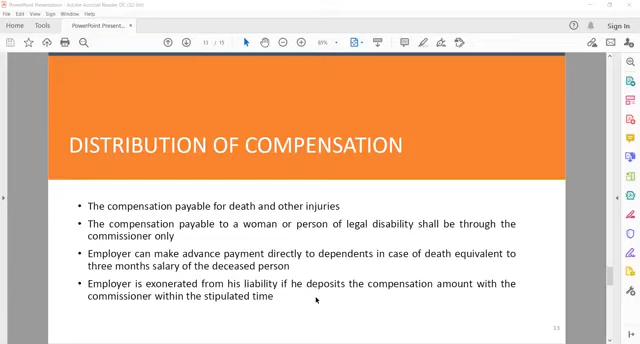 PowerPoint Presentation - Adobe Acrobat Reader DC (32-bit)
File Edit View Sign Window Help
Home Tools PowerPoint Present... × Sign In
13 / 15 65%
DISTRIBUTION OF COMPENSATION
• The compensation payable for death and other injuries
• The compensation payable to a woman or person of legal disability shall be through the
commissioner only
• Employer can make advance payment directly to dependents in case of death equivalent to
three months salary of the deceased person
• Employer is exonerated from his liability if he deposits the compensation amount with the
commissioner within the stipulated time
13